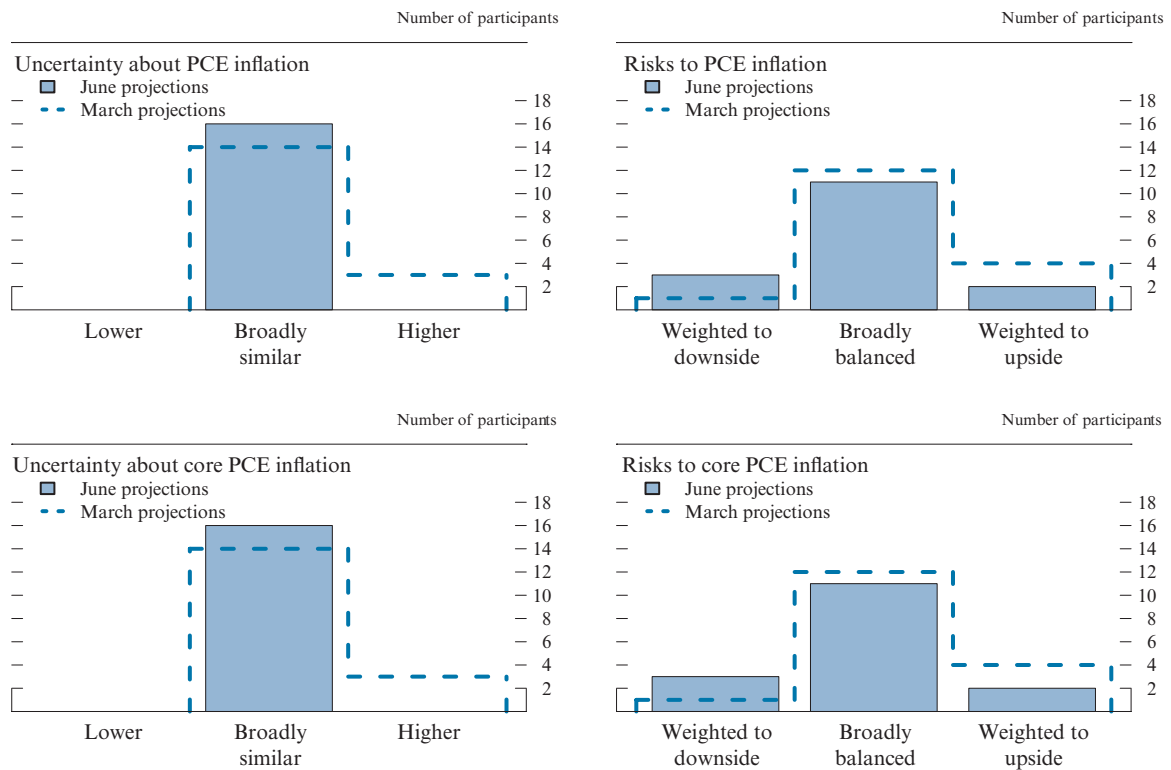 Number of participants
Uncertainty about PCE inflation
June projections
March projections
18
16
14
12
10
8
6
4
2
Lower
Broadly
similar
Higher
Number of participants
Risks to PCE inflation
June projections
March projections
18
16
14
12
10
8
6
4
2
Weighted to
downside
Broadly
balanced
Weighted to
upside
Number of participants
Uncertainty about core PCE inflation
June projections
March projections
18
16
14
12
10
8
6
4
2
Lower
Broadly
similar
Higher
Number of participants
Risks to core PCE inflation
June projections
March projections
18
16
14
12
10
8
6
4
2
Weighted to
downside
Broadly
balanced
Weighted to
upside